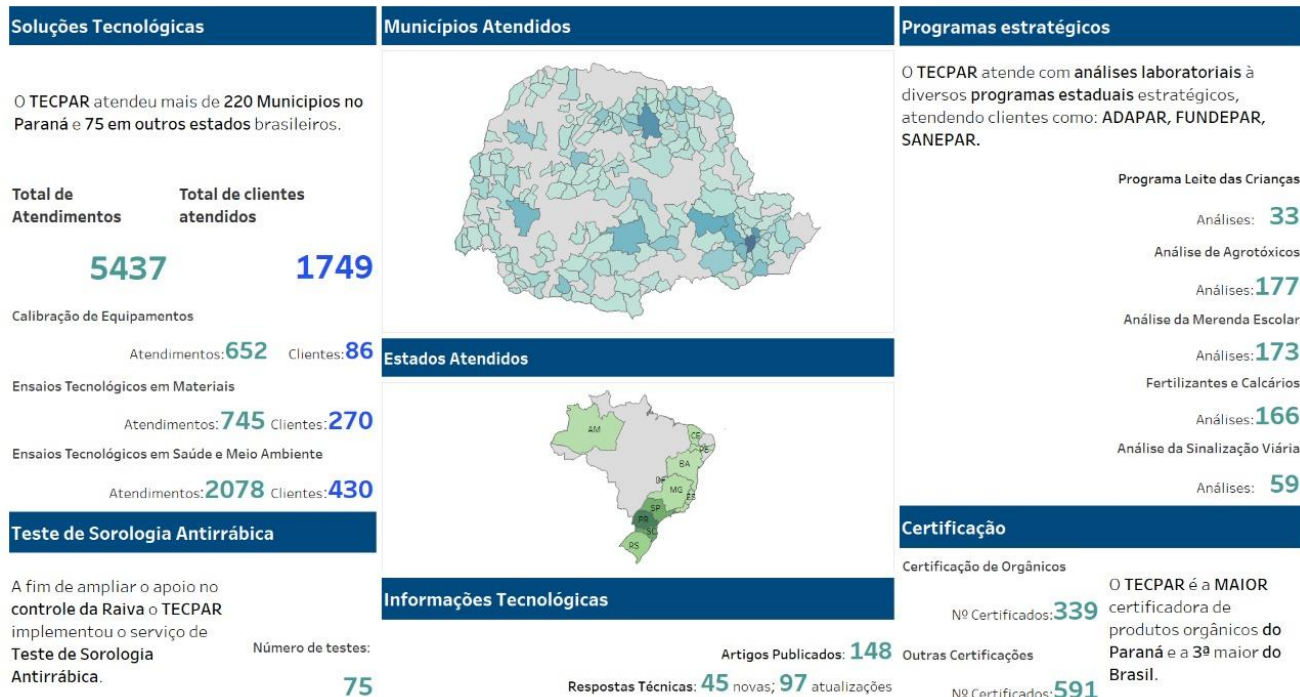 Soluções Tecnológicas
O TECPAR atendeu mais de 220 Municipios no
Paraná e 75 em outros estados brasileiros.
Total de
Atendimentos
Total de clientes
atendidos
5437
1749
Calibração de Equipamentos
Atendimentos:652 Clientes:86
Ensaios Tecnológicos em Materiais
Atendimentos:745 Clientes:270
Ensaios Tecnológicos em Saúde e Meio Ambiente
Atendimentos:2078 Clientes:430
Teste de Sorologia Antirrábica
A fim de ampliar o apoio no
controle da Raiva o TECPAR
implementou o serviço de
Teste de Sorologia
Antirrábica.
Número de testes:
75
Municípios Atendidos
Estados Atendidos
AM
CE
PE
BA
DF
MG
ES
SP
PR
SC
RS
Informações Tecnológicas
Artigos Publicados: 148
Respostas Técnicas: 45 novas; 97 atualizações
Programas estratégicos
O TECPAR atende com análises laboratoriais à
diversos programas estaduais estratégicos,
atendendo clientes como: ADAPAR, FUNDEPAR,
SANEPAR.
Programa Leite das Crianças
Análises: 33
Análise de Agrotóxicos
Análises:177
Análise da Merenda Escolar
Análises:173
Fertilizantes e Calcários
Análises:166
Análise da Sinalização Viária
Análises: 59
Certificação
Certificação de Orgânicos
Nº Certificados:339
Outras Certificações
Nº Certificados:591
O TECPAR é a MAIOR
certificadora de
produtos orgânicos do
Paraná e a 3ª maior do
Brasil.